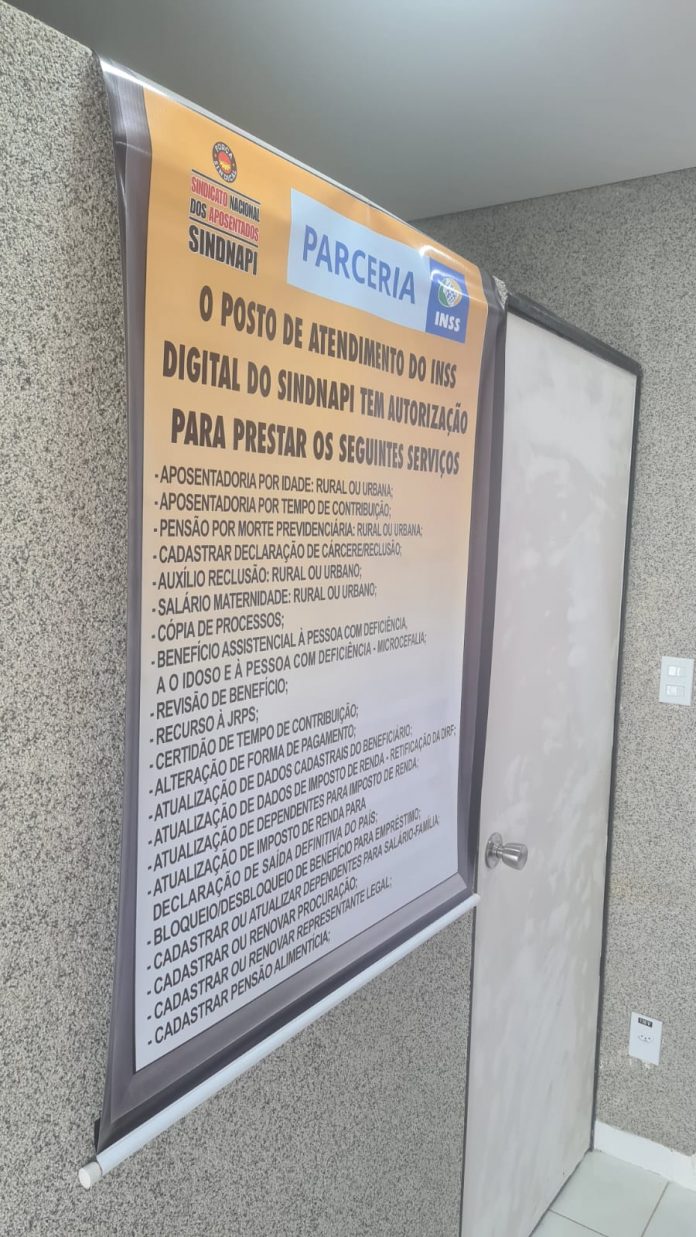 FORÇA
SINDICAL
SINDICATO NACIONAL
DOS APOSENTADOS
SINDNAPI
PARCERIA
INSS
O POSTO DE ATENDIMENTO DO INSS
DIGITAL DO SINDNAPI TEM AUTORIZAÇÃO
PARA PRESTAR OS SEGUINTES SERVIÇOS
- APOSENTADORIA POR IDADE: RURAL OU URBANA;
- APOSENTADORIA POR TEMPO DE CONTRIBUIÇÃO;
- PENSÃO POR MORTE PREVIDENCIÁRIA: RURAL OU URBANA;
- CADASTRAR DECLARAÇÃO DE CÁRCERE/RECLUSÃO;
- AUXÍLIO RECLUSÃO: RURAL OU URBANO;
- SALÁRIO MATERNIDADE: RURAL OU URBANO;
- CÓPIA DE PROCESSOS;
- BENEFÍCIO ASSISTENCIAL À PESSOA COM DEFICIÊNCIA,
A O IDOSO E À PESSOA COM DEFICIÊNCIA - MICROCEFALIA;
- REVISÃO DE BENEFÍCIO;
- RECURSO À JRPS;
- CERTIDÃO DE TEMPO DE CONTRIBUIÇÃO;
- ALTERAÇÃO DE FORMA DE PAGAMENTO;
- ATUALIZAÇÃO DE DADOS CADASTRAIS DO BENEFICIÁRIO;
- ATUALIZAÇÃO DE DADOS DE IMPOSTO DE RENDA - RETIFICAÇÃO DA DIRF;
- ATUALIZAÇÃO DE DEPENDENTES PARA IMPOSTO DE RENDA;
- ATUALIZAÇÃO DE IMPOSTO DE RENDA PARA
DECLARAÇÃO DE SAÍDA DEFINITIVA DO PAÍS;
- BLOQUEIO/DESBLOQUEIO DE BENEFÍCIO PARA EMPRÉSTIMO;
- CADASTRAR OU ATUALIZAR DEPENDENTES PARA SALÁRIO-FAMÍLIA;
- CADASTRAR OU RENOVAR PROCURAÇÃO;
- CADASTRAR OU RENOVAR REPRESENTANTE LEGAL;
- CADASTRAR PENSÃO ALIMENTÍCIA;